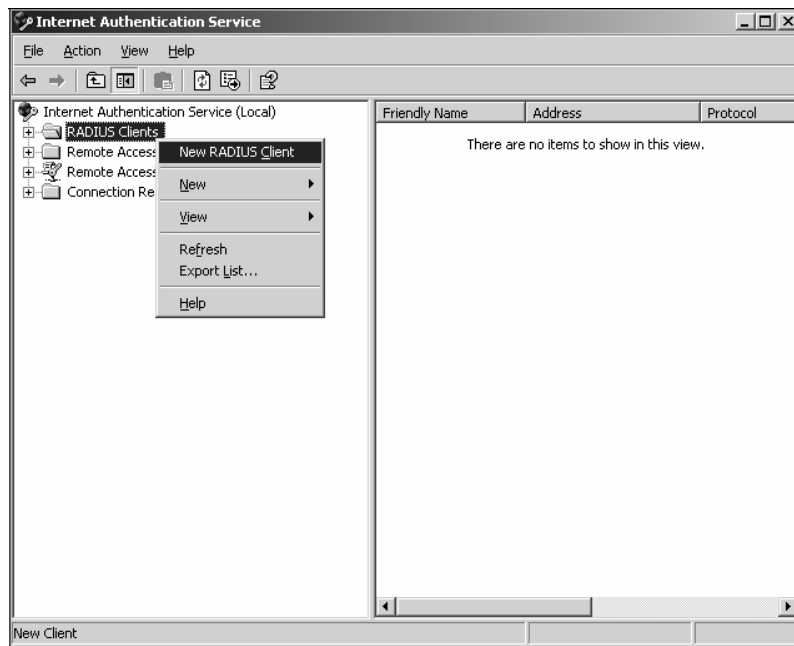 Internet Authentication Service
File Action View Help
Internet Authentication Service (Local)
RADIUS Clients
Remote Access
Remote Access
Connection Re
New RADIUS Client
New
View
Refresh
Export List...
Help
Friendly Name Address Protocol
There are no items to show in this view.
New Client